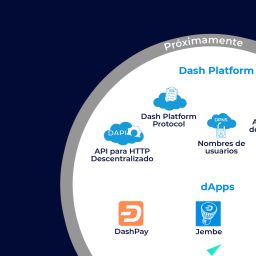 Próximamente
Dash Platform
Dash Platform
Protocol
DAPI
DPNS
API para HTTP
Descentralizado
Nombres de
usuarios
A
de
dApps
DashPay
Jembe